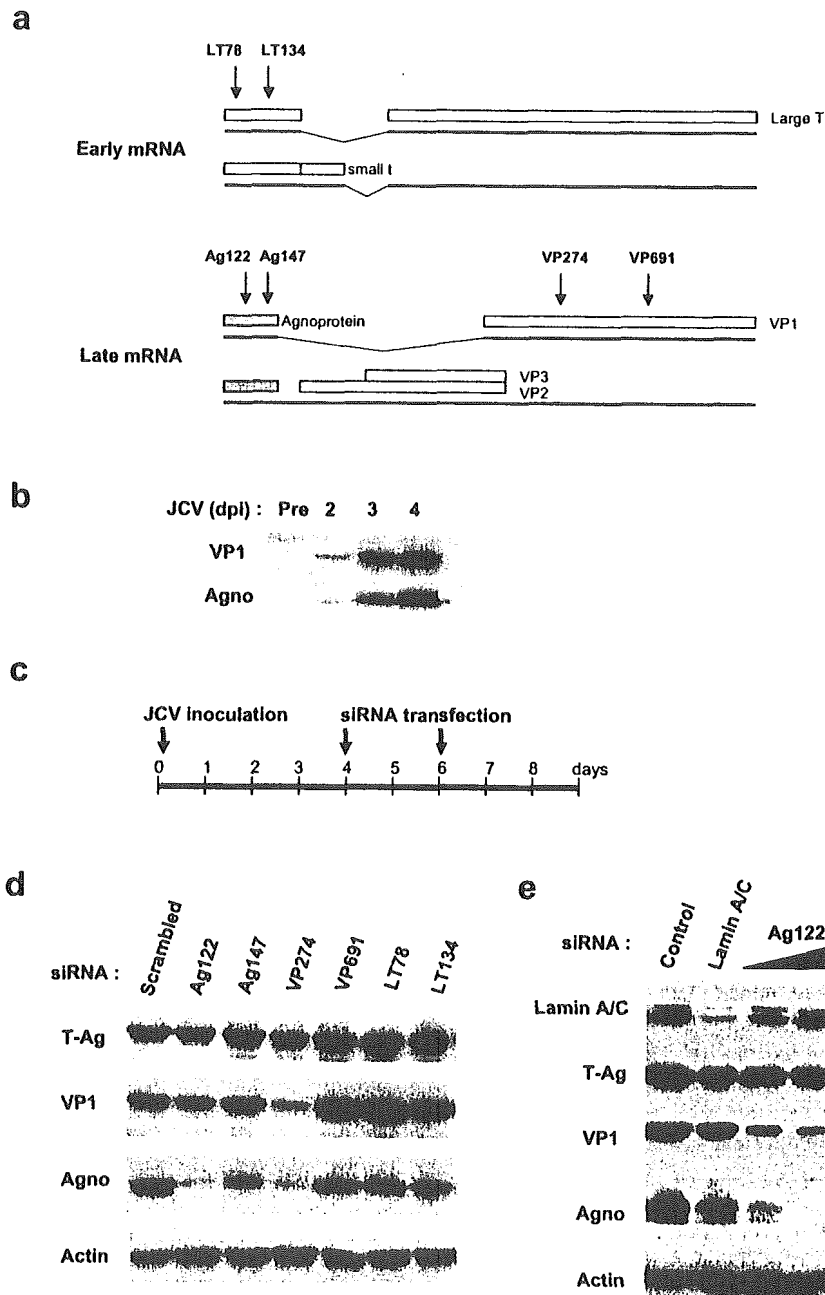 a
LT78 LT134
Large T
Early mRNA
small t
Ag122 Ag147 VP274 VP691
Agnoprotein
VP1
Late mRNA
VP3
VP2
b
JCV (dpi) : Pre 2 3 4
VP1
Agno
c
JCV inoculation siRNA transfection
0 1 2 3 4 5 6 7 8 days
d
siRNA : Scrambled Ag122 Ag147 VP274 VP691 LT78 LT134
T-Ag
VP1
Agno
Actin
e
siRNA : Control Lamin A/C Ag122
Lamin A/C
T-Ag
VP1
Agno
Actin